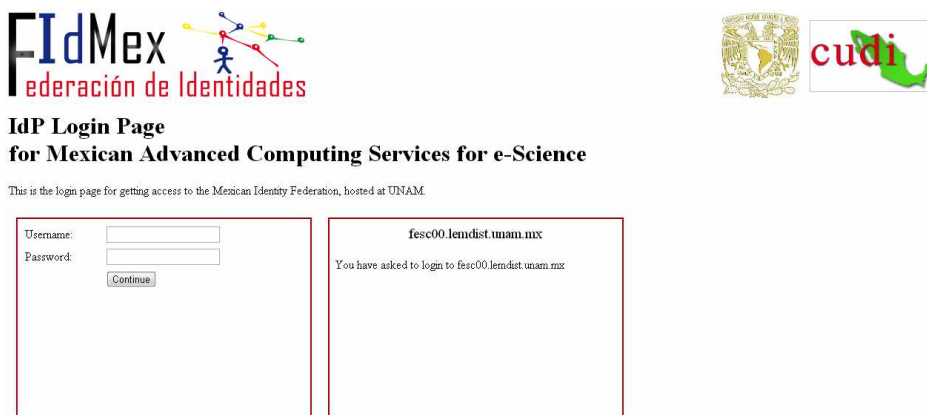 FIdMex
Federación de Identidades
cudi
IdP Login Page
for Mexican Advanced Computing Services for e-Science
This is the login page for getting access to the Mexican Identity Federation, hosted at UNAM.
Username:
Password:
Continue
fesc00.lemdist.unam.mx
You have asked to login to fesc00.lemdist.unam.mx